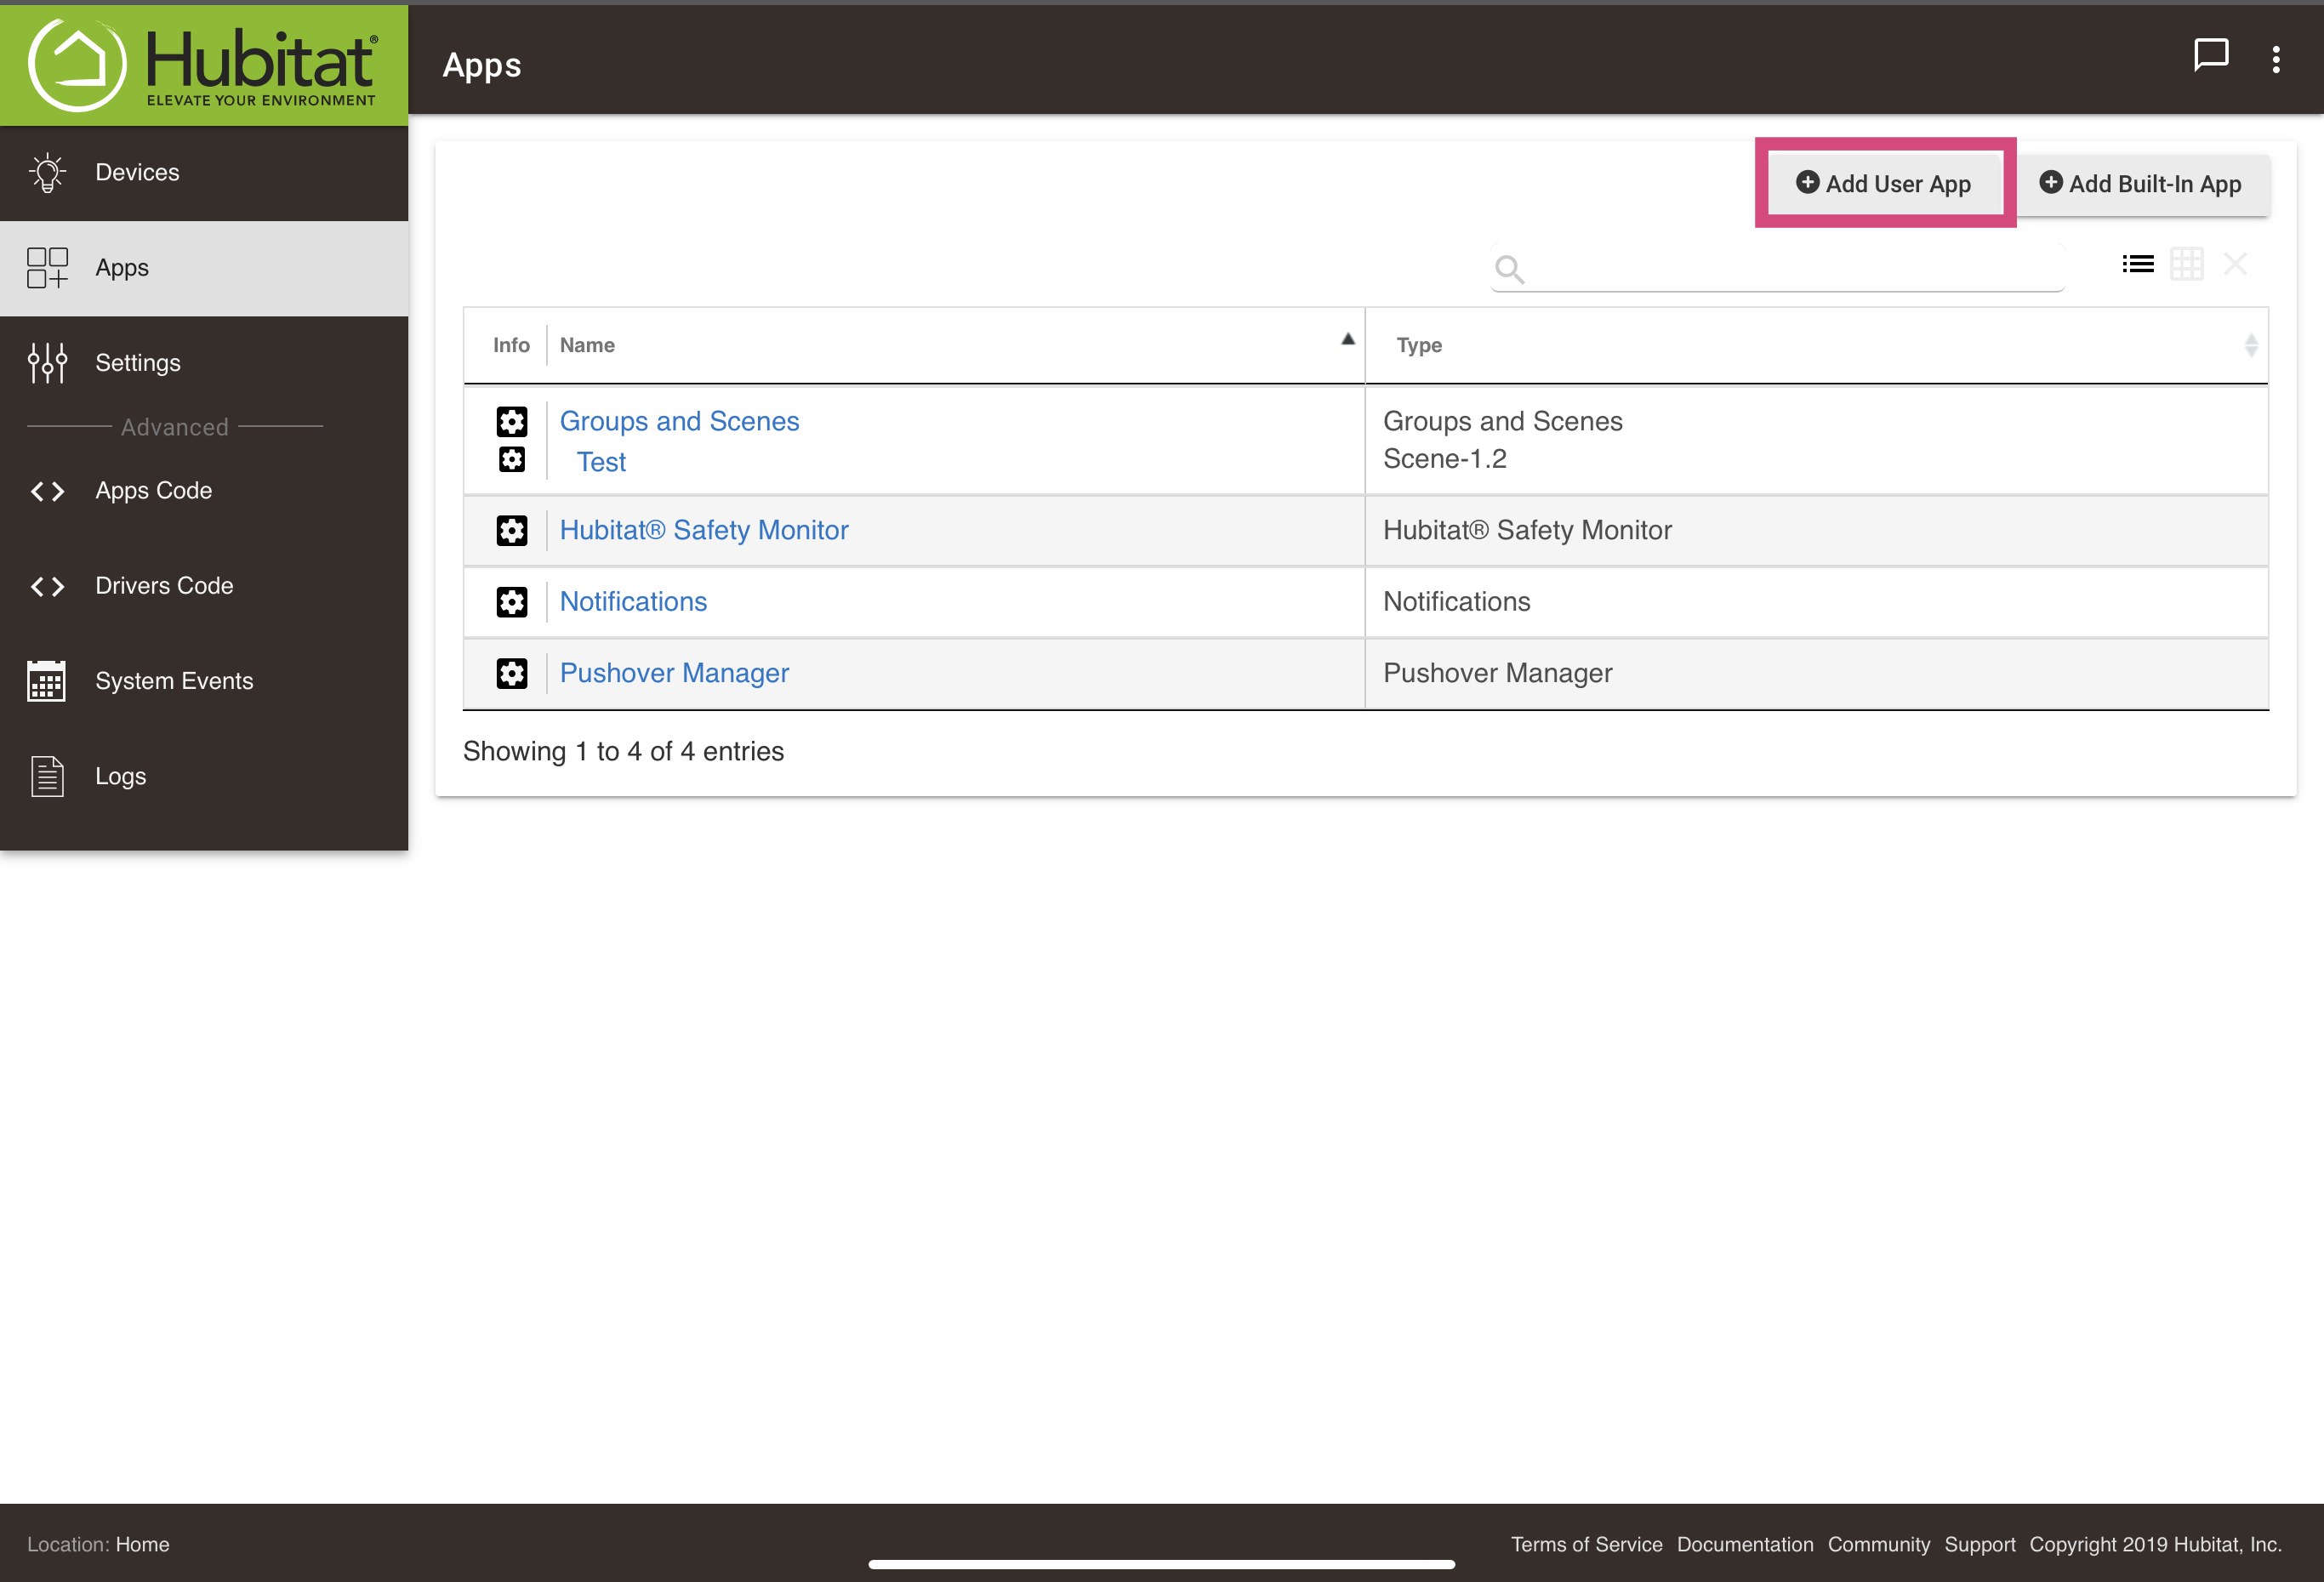 Hubitat®
ELEVATE YOUR ENVIRONMENT
Apps
Devices
Apps
Settings
Advanced
Apps Code
Drivers Code
System Events
Logs
Add User App
Add Built-In App
Info Name Type
Groups and Scenes Groups and Scenes
Test Scene-1.2
Hubitat® Safety Monitor Hubitat® Safety Monitor
Notifications Notifications
Pushover Manager Pushover Manager
Showing 1 to 4 of 4 entries
Location: Home
Terms of Service Documentation Community Support Copyright 2019 Hubitat, Inc.